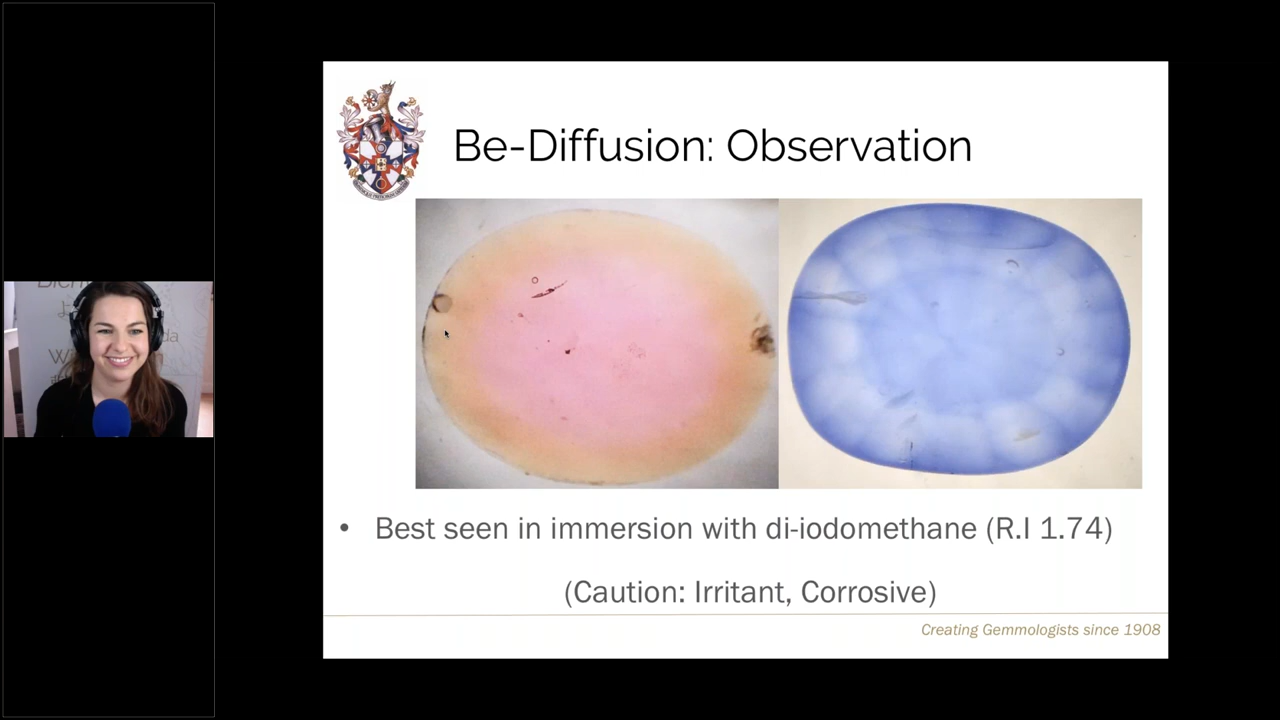 Be-Diffusion: Observation
• Best seen in immersion with di-iodomethane (R.I 1.74)
(Caution: Irritant, Corrosive)
Creating Gemmologists since 1908